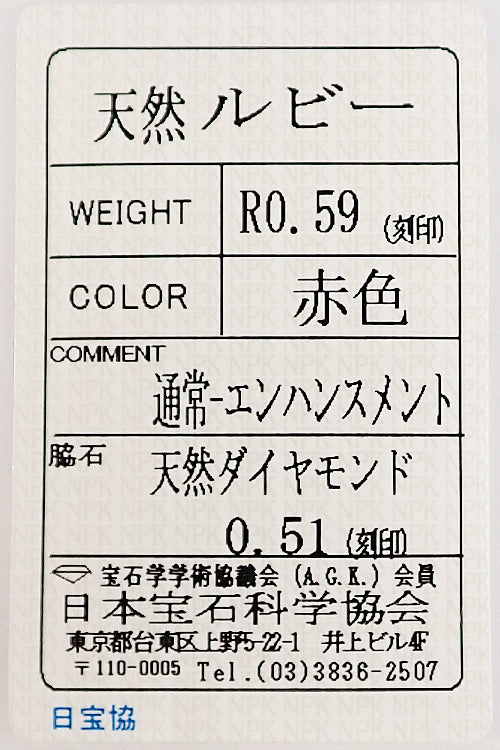 天然 ルビー
WEIGHT R0.59 (刻印)
COLOR 赤色
COMMENT
通常-エンハンスメント
脇石 天然ダイヤモンド
0.51 (刻印)
宝石学学術協議会 (A.G.K.) 会員
日本宝石科学協会
東京都台東区上野5-22-1 井上ビル4F
〒110-0005 Tel.(03)3836-2507
日宝協